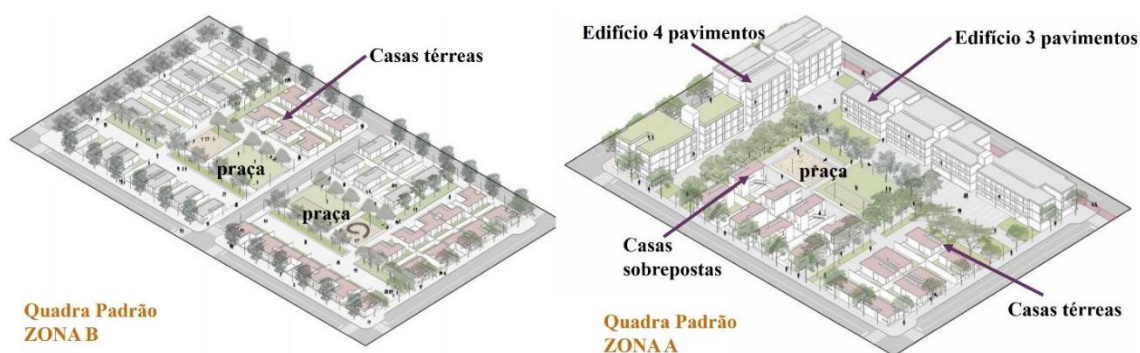 Casas térreas
praça
praça
Quadra Padrão
ZONA B
Edifício 4 pavimentos
Edifício 3 pavimentos
praça
Casas
sobrepostas
Casas térreas
Quadra Padrão
ZONA A